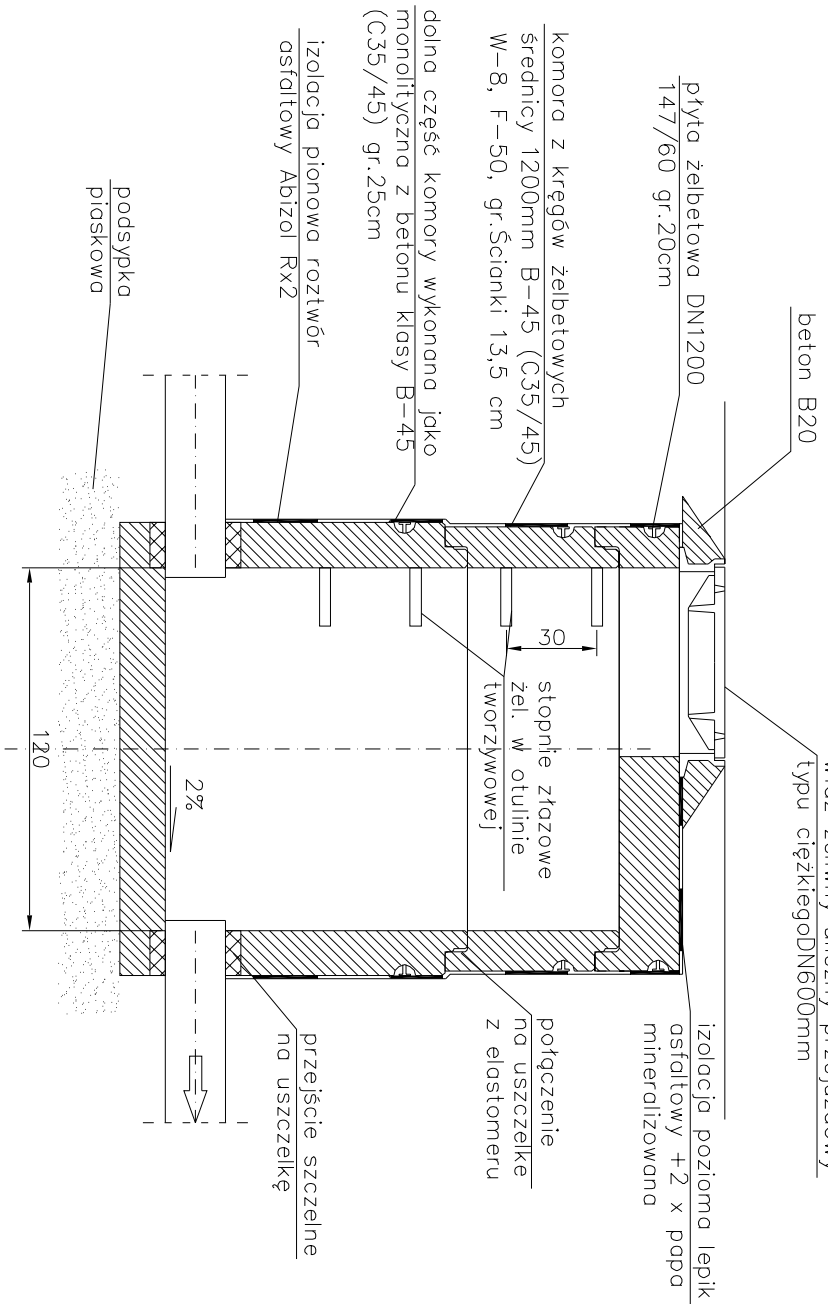 beton B20
płyta żelbetowa DN1200
147/60 gr.20cm
komora z kręgów żelbetowych
średnicy 1200mm B-45 (C35/45)
W-8, F-50, gr.Ścianki 13,5 cm
dolna część komory wykonana jako
monolityczna z betonu klasy B-45
(C35/45) gr.25cm
izolacja pionowa roztwór
asfaltowy Abizol Rx2
podsypka
piaskowa
typu ciężkiegoDN600mm
izolacja pozioma lepik
asfaltowy +2 x papa
mineralizowana
30
stopnie złazowe
żel. w otulinie
tworzywowej
połączenie
na uszczelke
z elastomeru
2%
120
przejście szczelne
na uszczelkę